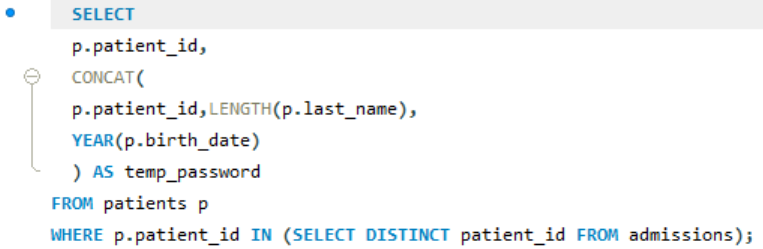 SELECT
p.patient_id,
CONCAT(
p.patient_id,LENGTH(p.last_name),
YEAR(p.birth_date)
) AS temp_password
FROM patients p
WHERE p.patient_id IN (SELECT DISTINCT patient_id FROM admissions);